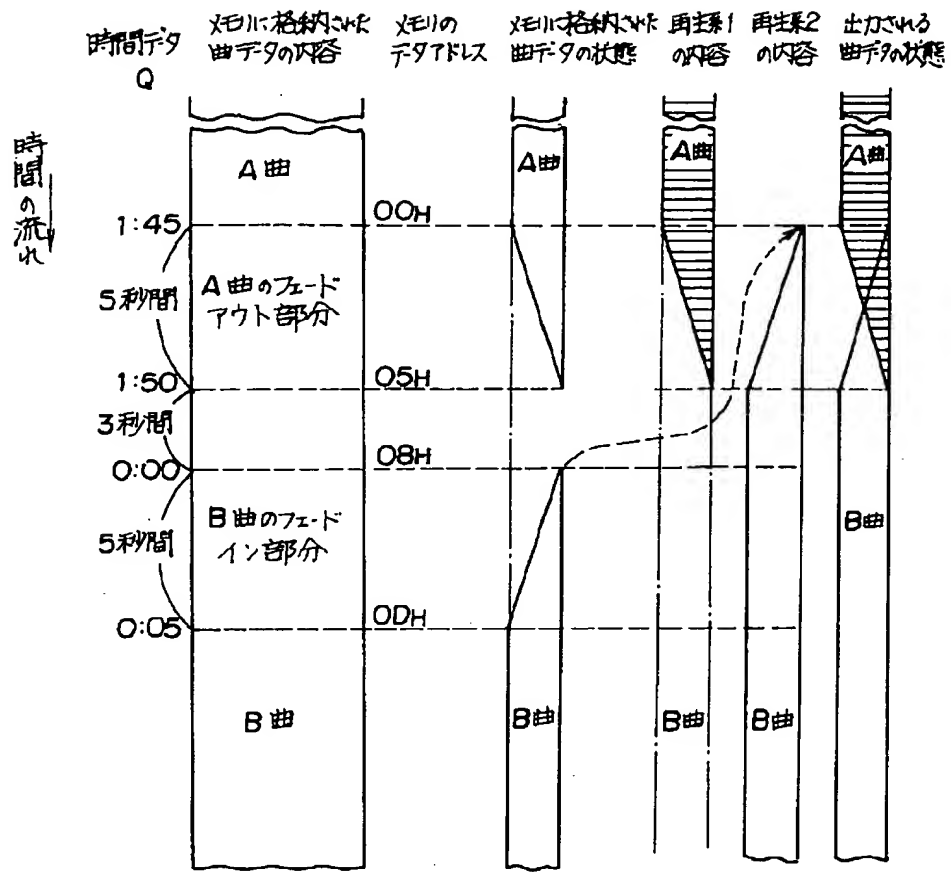 時間データ
Q
メモリに格納された
曲データの内容
メモリの
データアドレス
メモリに格納された
曲データの状態
再生系1
の内容
再生系2
の内容
出力される
曲データの状態
時間の流れ
A曲
A曲
A曲
A曲
1:45
00H
5秒間
A曲のフェード
アウト部分
1:50
05H
3秒間
0:00
08H
5秒間
B曲のフェード
イン部分
B曲
0:05
0DH
B曲
B曲
B曲
B曲